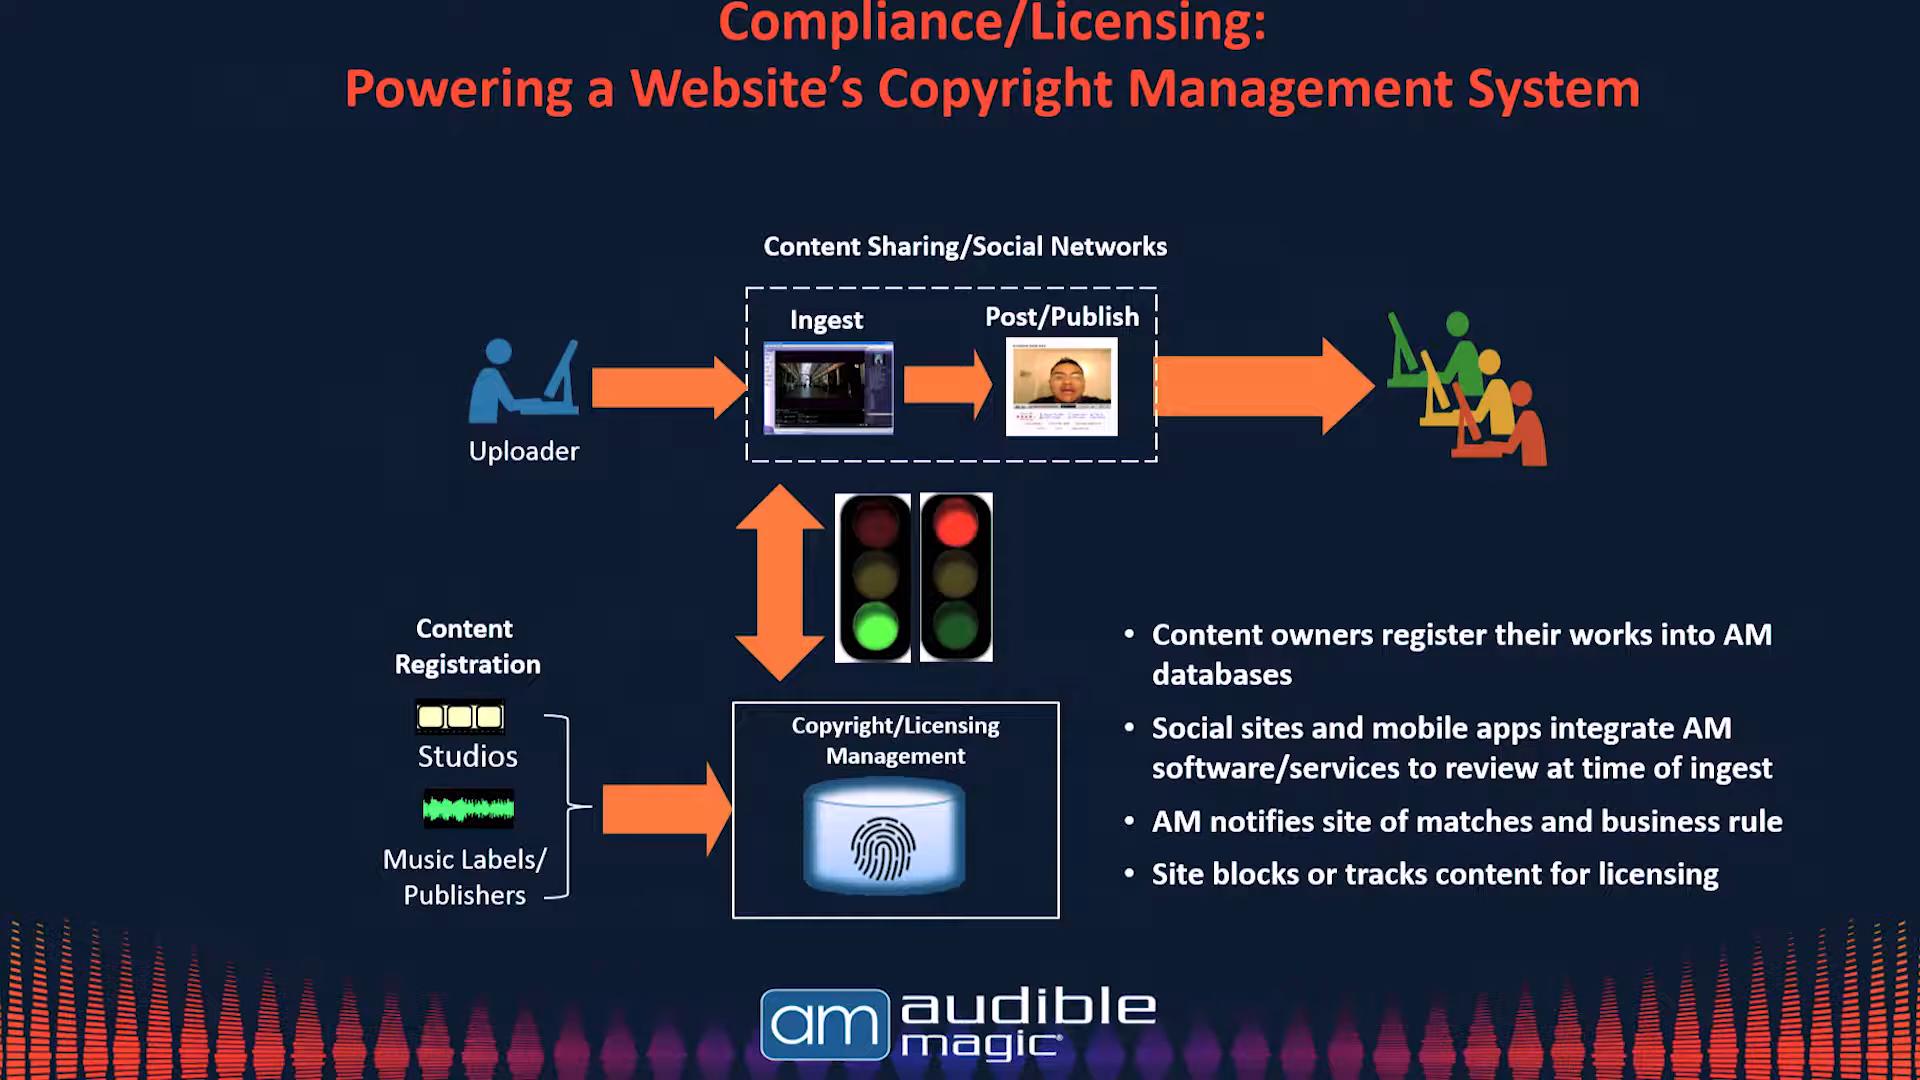 Compliance/Licensing:
Powering a Website’s Copyright Management System
Content Sharing/Social Networks
Ingest
Post/Publish
Uploader
Content
Registration
Studios
Music Labels/
Publishers
Copyright/Licensing
Management
• Content owners register their works into AM
databases
• Social sites and mobile apps integrate AM
software/services to review at time of ingest
• AM notifies site of matches and business rule
• Site blocks or tracks content for licensing
am audible
magic